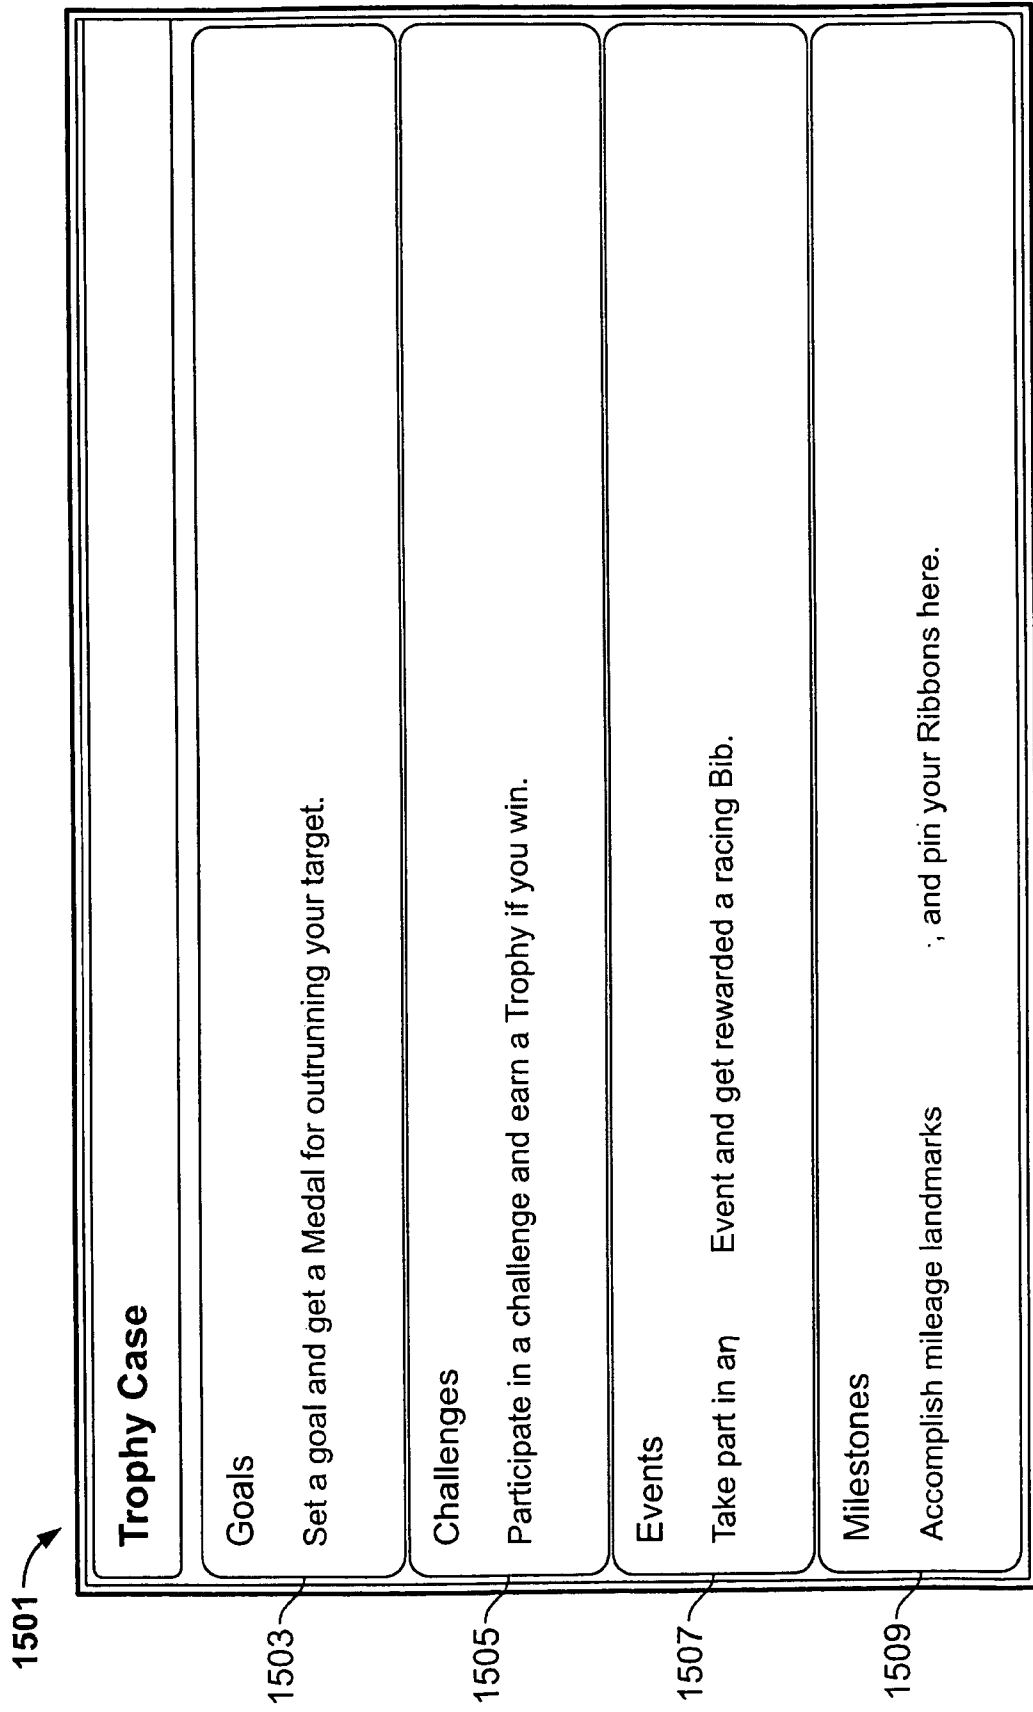 1501
Trophy Case
1503
Goals
Set a goal and get a Medal for outrunning your target.
1505
Challenges
Participate in a challenge and earn a Trophy if you win.
1507
Events
Take part in an Event and get rewarded a racing Bib.
1509
Milestones
Accomplish mileage landmarks , and pin your Ribbons here.